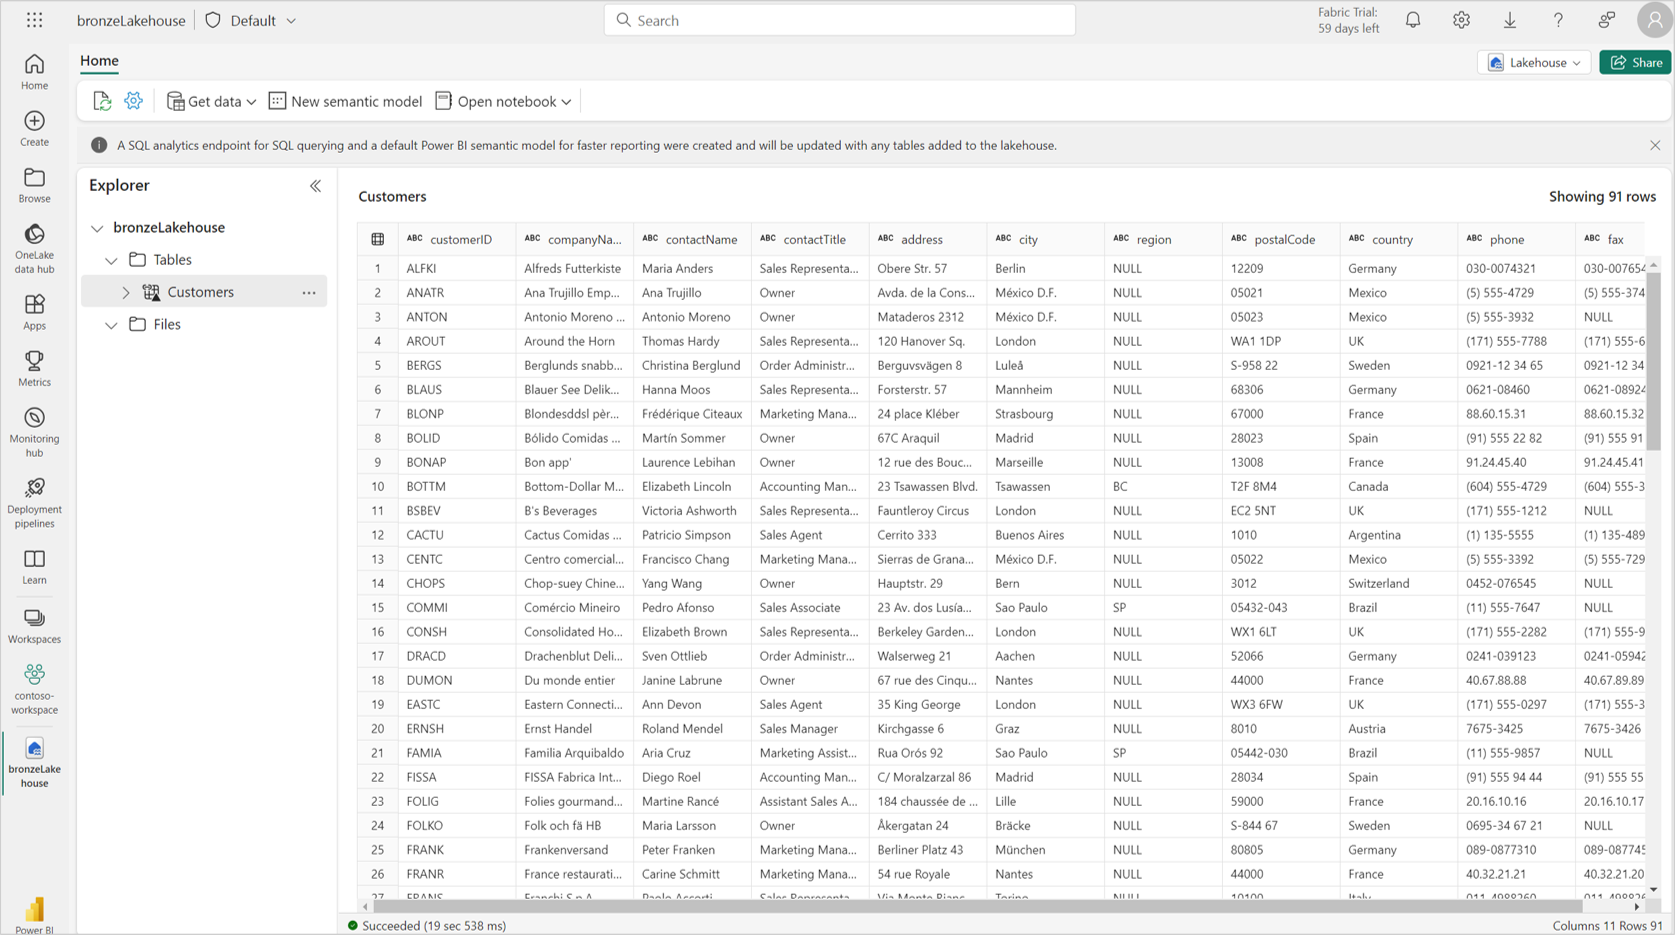 bronzeLakehouse Default
Search
Fabric Trial:
59 days left
Home
Lakehouse
Share
Get data New semantic model Open notebook
A SQL analytics endpoint for SQL querying and a default Power BI semantic model for faster reporting were created and will be updated with any tables added to the lakehouse.
Home
Create
Browse
OneLake
data hub
Apps
Metrics
Monitoring
hub
Deployment
pipelines
Learn
Workspaces
contoso-
workspace
bronzeLake
house
Power BI
Explorer
bronzeLakehouse
Tables
Customers
Files
Customers
Showing 91 rows
ABC customerID ABC companyNa... ABC contactName ABC contactTitle ABC address ABC city ABC region ABC postalCode ABC country ABC phone ABC fax
1 ALFKI Alfreds Futterkiste Maria Anders Sales Representa... Obere Str. 57 Berlin NULL 12209 Germany 030-0074321 030-007654
2 ANATR Ana Trujillo Emp... Ana Trujillo Owner Avda. de la Cons... México D.F. NULL 05021 Mexico (5) 555-4729 (5) 555-374
3 ANTON Antonio Moreno ... Antonio Moreno Owner Mataderos 2312 México D.F. NULL 05023 Mexico (5) 555-3932 NULL
4 AROUT Around the Horn Thomas Hardy Sales Representa... 120 Hanover Sq. London NULL WA1 1DP UK (171) 555-7788 (171) 555-6
5 BERGS Berglunds snabb... Christina Berglund Order Administr... Berguvsvägen 8 Luleå NULL S-958 22 Sweden 0921-12 34 65 0921-12 34
6 BLAUS Blauer See Delik... Hanna Moos Sales Representa... Forsterstr. 57 Mannheim NULL 68306 Germany 0621-08460 0621-08924
7 BLONP Blondesddsl pèr... Frédérique Citeaux Marketing Mana... 24 place Kléber Strasbourg NULL 67000 France 88.60.15.31 88.60.15.32
8 BOLID Bólido Comidas ... Martín Sommer Owner 67C Araquil Madrid NULL 28023 Spain (91) 555 22 82 (91) 555 91
9 BONAP Bon app' Laurence Lebihan Owner 12 rue des Bouc... Marseille NULL 13008 France 91.24.45.40 91.24.45.41
10 BOTTM Bottom-Dollar M... Elizabeth Lincoln Accounting Man... 23 Tsawassen Blvd. Tsawassen BC T2F 8M4 Canada (604) 555-4729 (604) 555-3
11 BSBEV B's Beverages Victoria Ashworth Sales Representa... Fauntleroy Circus London NULL EC2 5NT UK (171) 555-1212 NULL
12 CACTU Cactus Comidas ... Patricio Simpson Sales Agent Cerrito 333 Buenos Aires NULL 1010 Argentina (1) 135-5555 (1) 135-489
13 CENTC Centro comercial... Francisco Chang Marketing Mana... Sierras de Grana... México D.F. NULL 05022 Mexico (5) 555-3392 (5) 555-729
14 CHOPS Chop-suey Chine... Yang Wang Owner Hauptstr. 29 Bern NULL 3012 Switzerland 0452-076545 NULL
15 COMMI Comércio Mineiro Pedro Afonso Sales Associate 23 Av. dos Lusía... Sao Paulo SP 05432-043 Brazil (11) 555-7647 NULL
16 CONSH Consolidated Ho... Elizabeth Brown Sales Representa... Berkeley Garden... London NULL WX1 6LT UK (171) 555-2282 (171) 555-9
17 DRACD Drachenblut Deli... Sven Ottlieb Order Administr... Walserweg 21 Aachen NULL 52066 Germany 0241-039123 0241-05942
18 DUMON Du monde entier Janine Labrune Owner 67 rue des Cinqu... Nantes NULL 44000 France 40.67.88.88 40.67.89.89
19 EASTC Eastern Connecti... Ann Devon Sales Agent 35 King George London NULL WX3 6FW UK (171) 555-0297 (171) 555-3
20 ERNSH Ernst Handel Roland Mendel Sales Manager Kirchgasse 6 Graz NULL 8010 Austria 7675-3425 7675-3426
21 FAMIA Familia Arquibaldo Aria Cruz Marketing Assist... Rua Orós 92 Sao Paulo SP 05442-030 Brazil (11) 555-9857 NULL
22 FISSA FISSA Fabrica Int... Diego Roel Accounting Man... C/ Moralzarzal 86 Madrid NULL 28034 Spain (91) 555 94 44 (91) 555 55
23 FOLIG Folies gourmand... Martine Rancé Assistant Sales A... 184 chaussée de ... Lille NULL 59000 France 20.16.10.16 20.16.10.17
24 FOLKO Folk och fä HB Maria Larsson Owner Åkergatan 24 Bräcke NULL S-844 67 Sweden 0695-34 67 21 NULL
25 FRANK Frankenversand Peter Franken Marketing Mana... Berliner Platz 43 München NULL 80805 Germany 089-0877310 089-087745
26 FRANR France restaurati... Carine Schmitt Marketing Mana... 54 rue Royale Nantes NULL 44000 France 40.32.21.21 40.32.21.20
27 FRANS Franchi S.p.A. Paolo Accorti Sales Representa... Via Monte Bianc... Torino NULL 10100 Italy 011-4988260 011-498826
Succeeded (19 sec 538 ms)
Columns 11 Rows 91